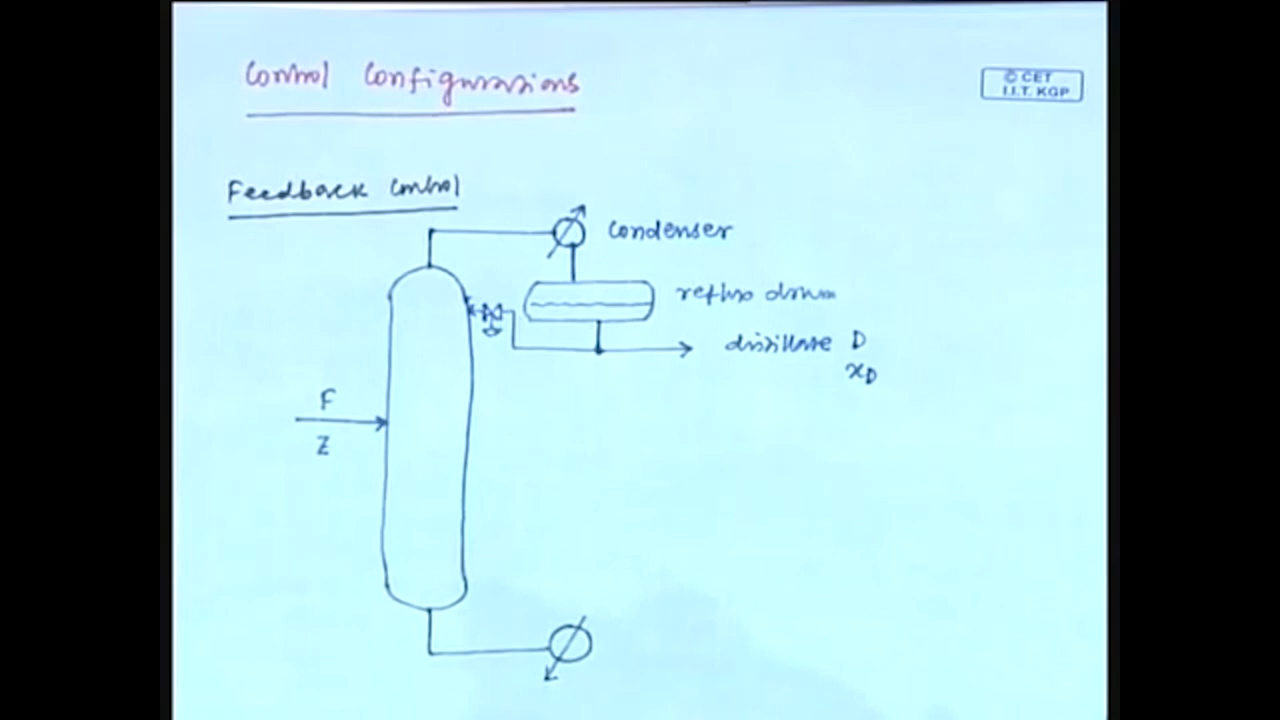 Control Configurations
© CET
I.I.T. KGP
Feedback Control
Condenser
reflux drum
distillate D
xD
F
Z